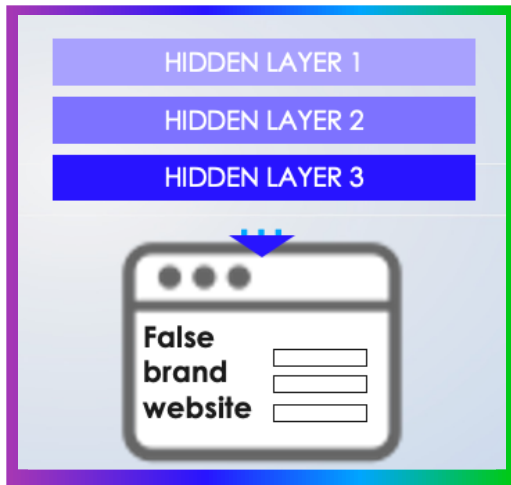 HIDDEN LAYER 1
HIDDEN LAYER 2
HIDDEN LAYER 3
False
brand
website